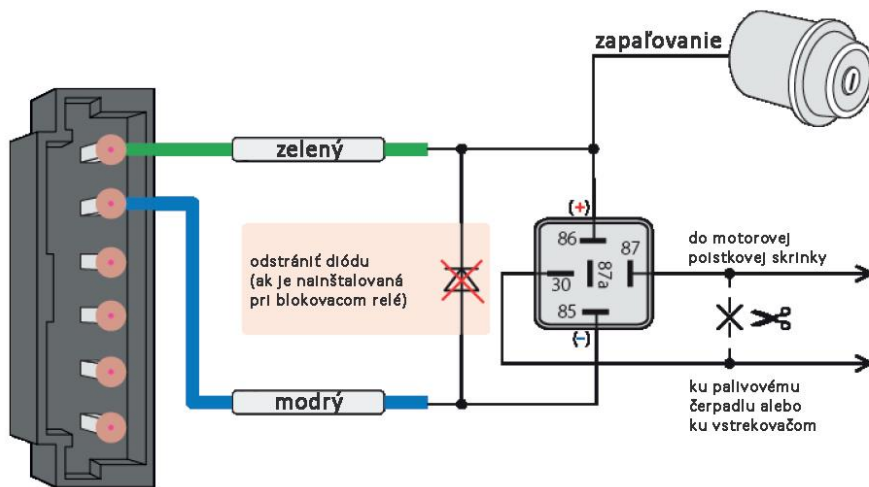 zapaľovanie
zelený
(+)
86
87
87a
30
85
(-)
odstrániť diódu
(ak je nainštalovaná
pri blokovacom relé)
do motorovej
poistkovej skrinky
modrý
ku palivovému
čerpadlu alebo
ku vstrekovačom